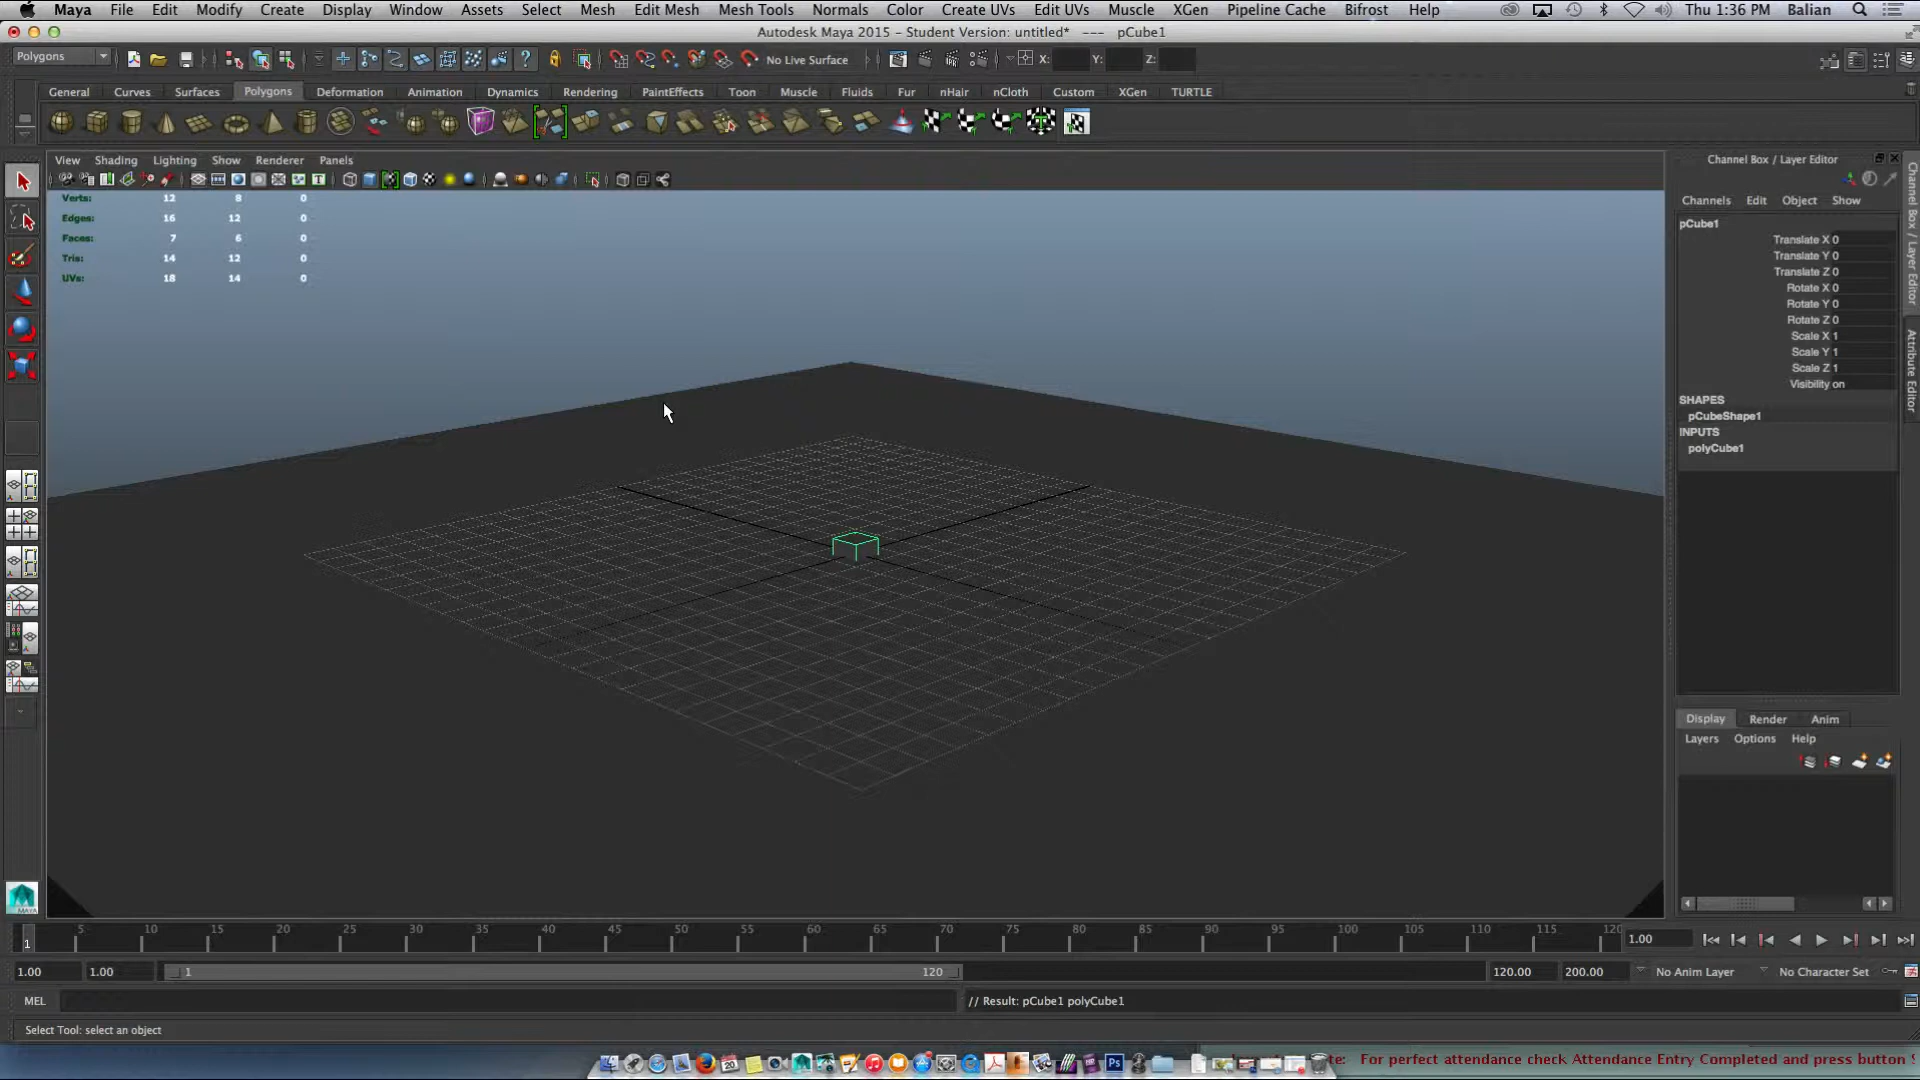 Maya File Edit Modify Create Display Window Assets Select Mesh Edit Mesh Mesh Tools Normals Color Create UVs Edit UVs Muscle XGen Pipeline Cache Bifrost Help Thu 1:36 PM Balian
Autodesk Maya 2015 - Student Version: untitled* --- pCube1
Polygons No Live Surface X: Y: Z:
General Curves Surfaces Polygons Deformation Animation Dynamics Rendering PaintEffects Toon Muscle Fluids Fur nHair nCloth Custom XGen TURTLE
View Shading Lighting Show Renderer Panels
Verts: 12 8 0
Edges: 16 12 0
Faces: 7 6 0
Tris: 14 12 0
UVs: 18 14 0
Channel Box / Layer Editor
Channels Edit Object Show
pCube1
Translate X 0
Translate Y 0
Translate Z 0
Rotate X 0
Rotate Y 0
Rotate Z 0
Scale X 1
Scale Y 1
Scale Z 1
Visibility on
SHAPES
pCubeShape1
INPUTS
polyCube1
Channel Box / Layer Editor
Attribute Editor
Display Render Anim
Layers Options Help
MAYA
1 5 10 15 20 25 30 35 40 45 50 55 60 65 70 75 80 85 90 95 100 105 110 115 120 1.00
1.00 1.00 1 120 120.00 200.00 No Anim Layer No Character Set
MEL // Result: pCube1 polyCube1
Select Tool: select an object
te: For perfect attendance check Attendance Entry Completed and press button